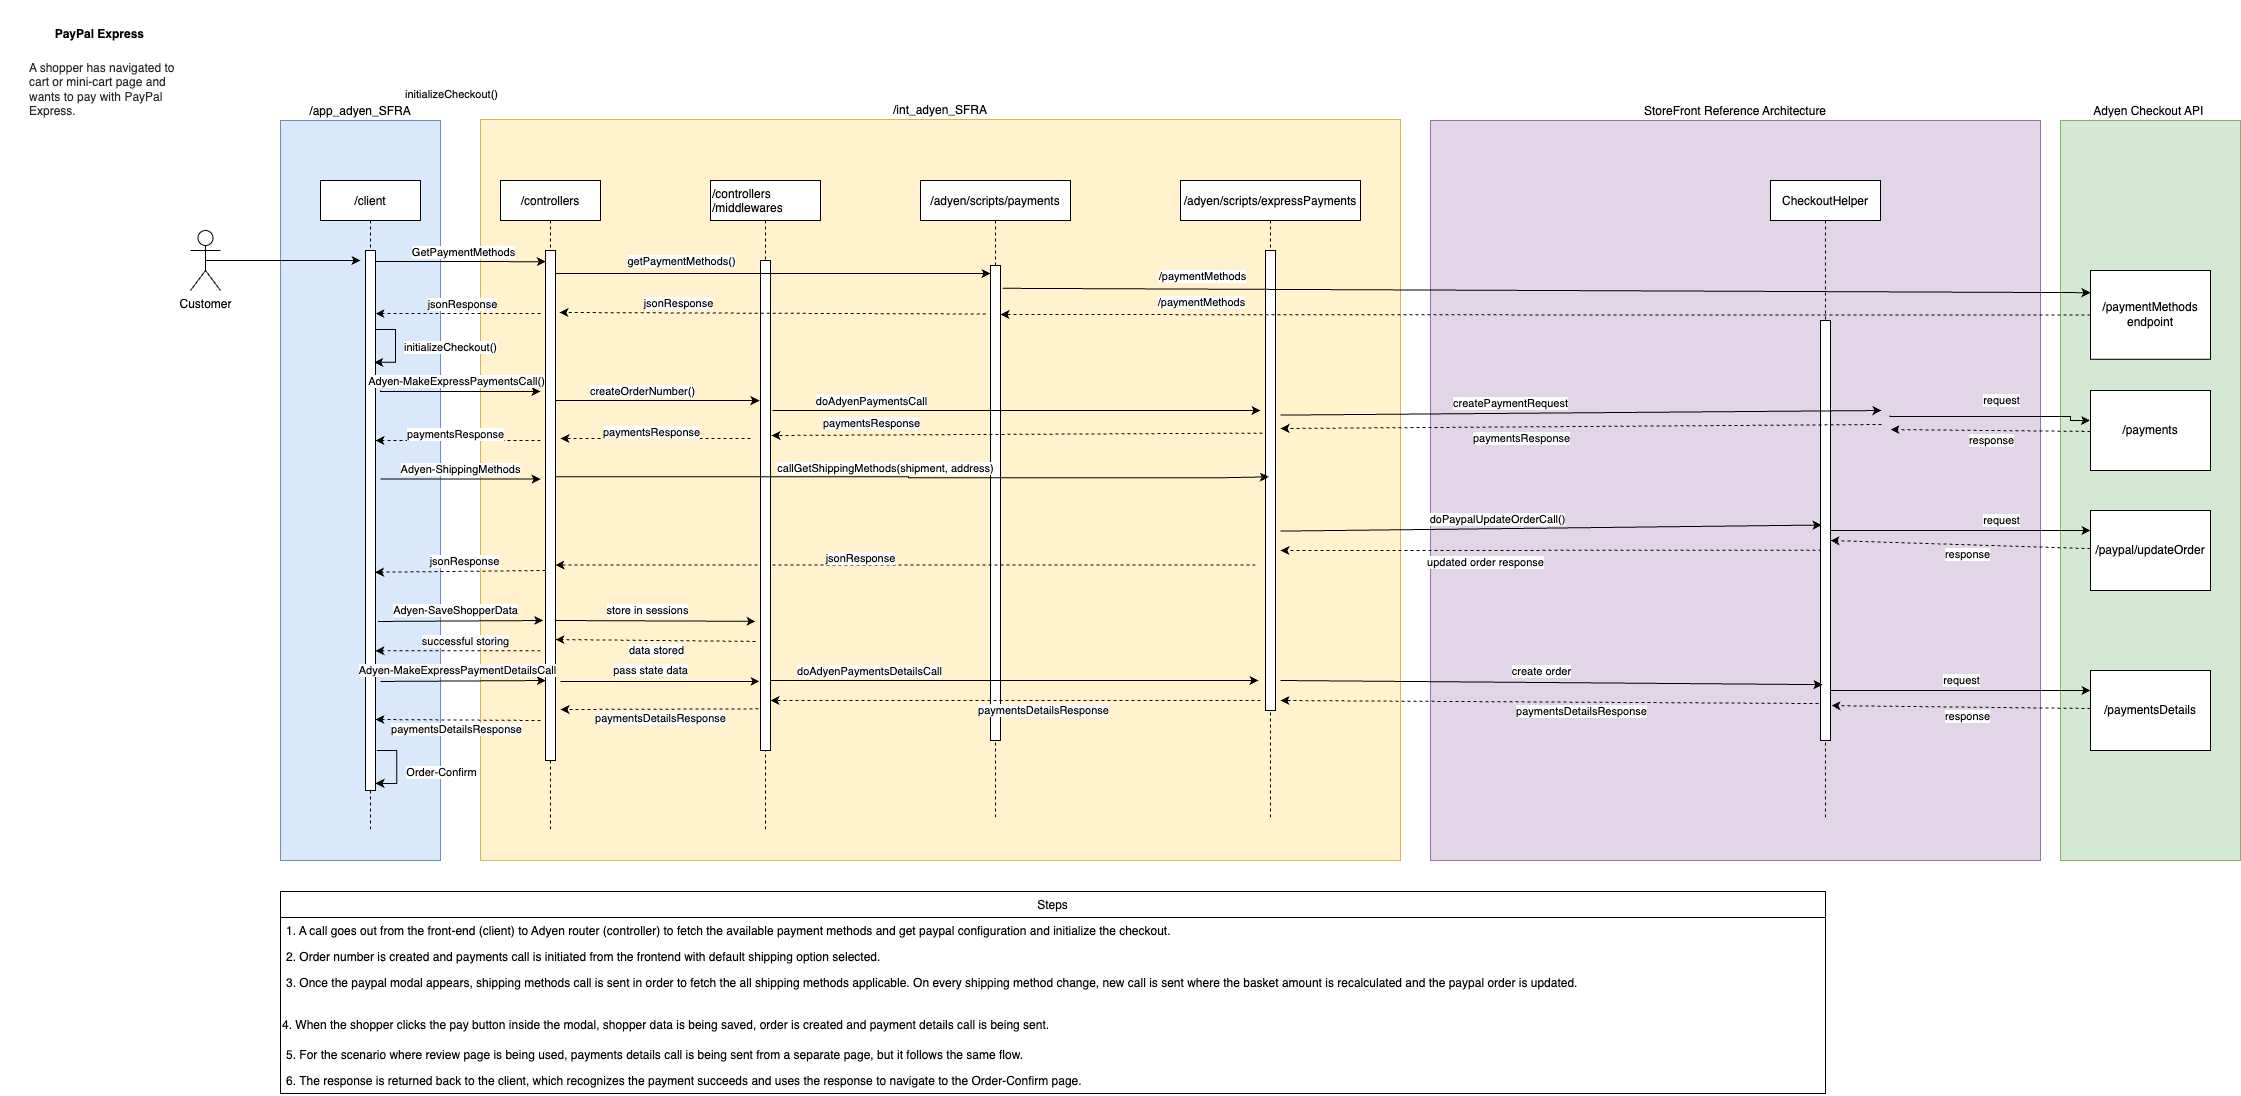 PayPal Express
A shopper has navigated to
cart or mini-cart page and
wants to pay with PayPal
Express.
initializeCheckout()
/app_adyen_SFRA
/int_adyen_SFRA
StoreFront Reference Architecture
Adyen Checkout API
/client
/controllers
/controllers
/middlewares
/adyen/scripts/payments
/adyen/scripts/expressPayments
CheckoutHelper
Customer
GetPaymentMethods
getPaymentMethods()
/paymentMethods
jsonResponse
jsonResponse
/paymentMethods
/paymentMethods
endpoint
initializeCheckout()
Adyen-MakeExpressPaymentsCall()
createOrderNumber()
doAdyenPaymentsCall
createPaymentRequest
request
paymentsResponse
paymentsResponse
paymentsResponse
paymentsResponse
response
/payments
Adyen-ShippingMethods
callGetShippingMethods(shipment, address)
doPaypalUpdateOrderCall()
request
jsonResponse
jsonResponse
updated order response
response
/paypal/updateOrder
Adyen-SaveShopperData
store in sessions
successful storing
data stored
Adyen-MakeExpressPaymentDetailsCall
pass state data
doAdyenPaymentsDetailsCall
create order
request
paymentsDetailsResponse
paymentsDetailsResponse
paymentsDetailsResponse
paymentsDetailsResponse
response
/paymentsDetails
Order-Confirm
Steps
1. A call goes out from the front-end (client) to Adyen router (controller) to fetch the available payment methods and get paypal configuration and initialize the checkout.
2. Order number is created and payments call is initiated from the frontend with default shipping option selected.
3. Once the paypal modal appears, shipping methods call is sent in order to fetch the all shipping methods applicable. On every shipping method change, new call is sent where the basket amount is recalculated and the paypal order is updated.
4. When the shopper clicks the pay button inside the modal, shopper data is being saved, order is created and payment details call is being sent.
5. For the scenario where review page is being used, payments details call is being sent from a separate page, but it follows the same flow.
6. The response is returned back to the client, which recognizes the payment succeeds and uses the response to navigate to the Order-Confirm page.